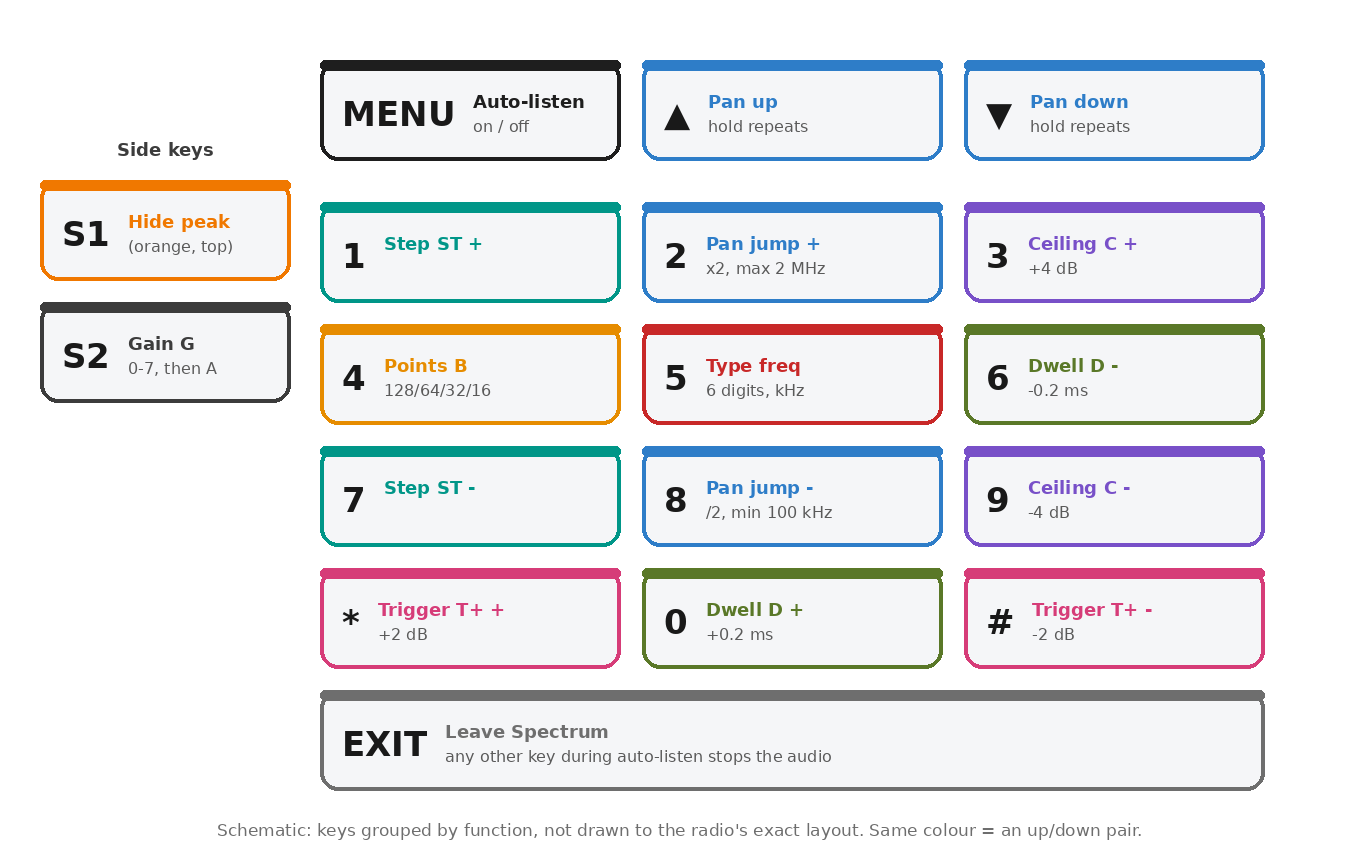 MENU Auto-listen
on / off
▲ Pan up
hold repeats
▼ Pan down
hold repeats
Side keys
S1 Hide peak
(orange, top)
S2 Gain G
0-7, then A
1 Step ST +
2 Pan jump +
x2, max 2 MHz
3 Ceiling C +
+4 dB
4 Points B
128/64/32/16
5 Type freq
6 digits, kHz
6 Dwell D -
-0.2 ms
7 Step ST -
8 Pan jump -
/2, min 100 kHz
9 Ceiling C -
-4 dB
* Trigger T+ +
+2 dB
0 Dwell D +
+0.2 ms
# Trigger T+ -
-2 dB
EXIT Leave Spectrum
any other key during auto-listen stops the audio
Schematic: keys grouped by function, not drawn to the radio's exact layout. Same colour = an up/down pair.